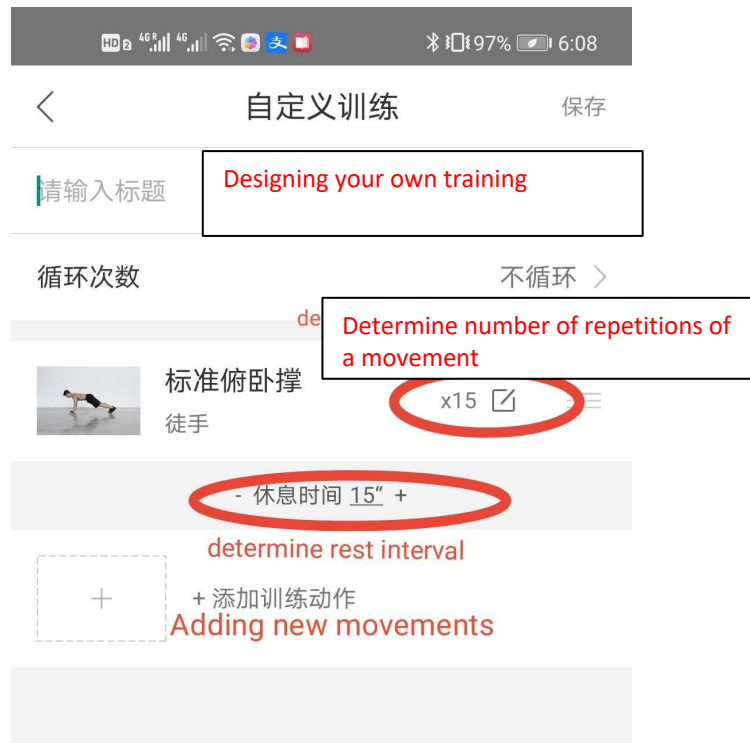 HD 2 4G R 4G 97% 6:08
自定义训练 保存
请输入标题
Designing your own training
循环次数 不循环
de
Determine number of repetitions of
a movement
标准俯卧撑
x15
徒手
- 休息时间 15“ +
determine rest interval
+ 添加训练动作
Adding new movements